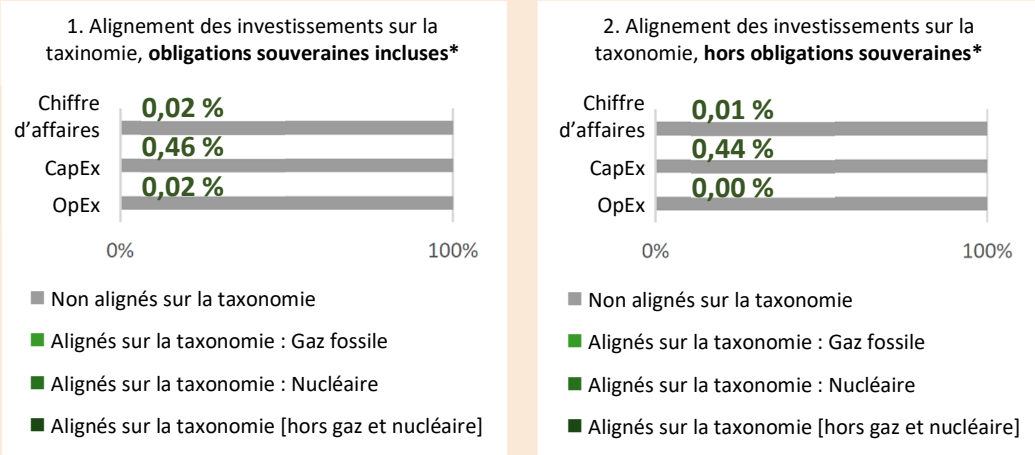 1. Alignement des investissements sur la
taxinomie, obligations souveraines incluses*
Chiffre
d'affaires
0,02 %
CapEx
0,46 %
OpEx
0,02 %
0%
100%
Non alignés sur la taxonomie
Alignés sur la taxonomie : Gaz fossile
Alignés sur la taxonomie : Nucléaire
Alignés sur la taxonomie [hors gaz et nucléaire]
2. Alignement des investissements sur la
taxonomie, hors obligations souveraines*
Chiffre
d'affaires
0,01 %
CapEx
0,44 %
OpEx
0,00 %
0%
100%
Non alignés sur la taxonomie
Alignés sur la taxonomie : Gaz fossile
Alignés sur la taxonomie : Nucléaire
Alignés sur la taxonomie [hors gaz et nucléaire]